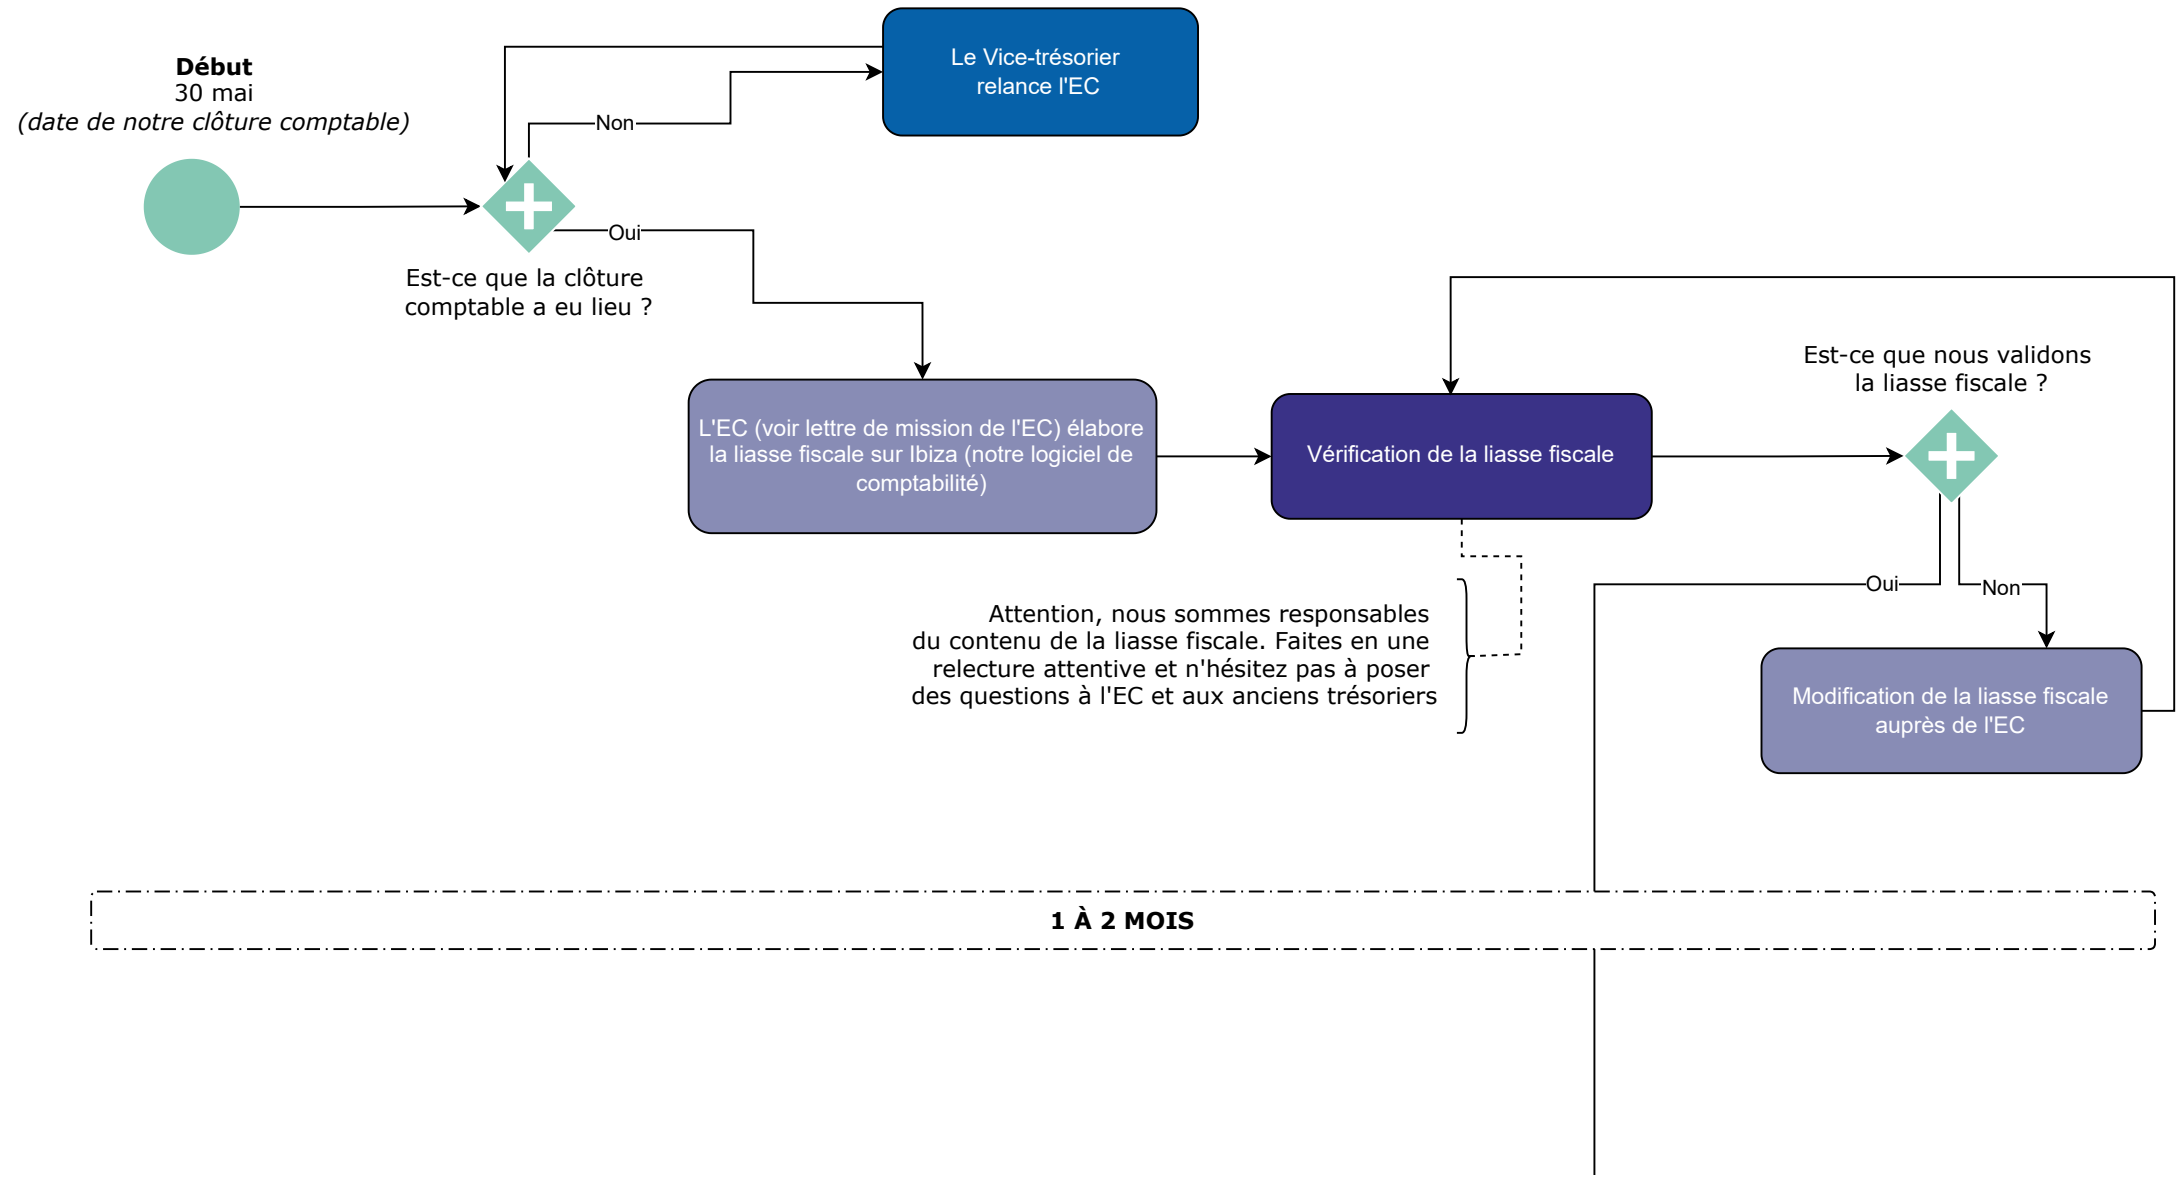 Début
30 mai
(date de notre clôture comptable)
Le Vice-trésorier
relance l'EC
Non
Oui
Est-ce que la clôture
comptable a eu lieu ?
L'EC (voir lettre de mission de l'EC) élabore
la liasse fiscale sur Ibiza (notre logiciel de
comptabilité)
Vérification de la liasse fiscale
Est-ce que nous validons
la liasse fiscale ?
Oui
Non
Attention, nous sommes responsables
du contenu de la liasse fiscale. Faites en une
relecture attentive et n'hésitez pas à poser
des questions à l'EC et aux anciens trésoriers
Modification de la liasse fiscale
auprès de l'EC
1 À 2 MOIS